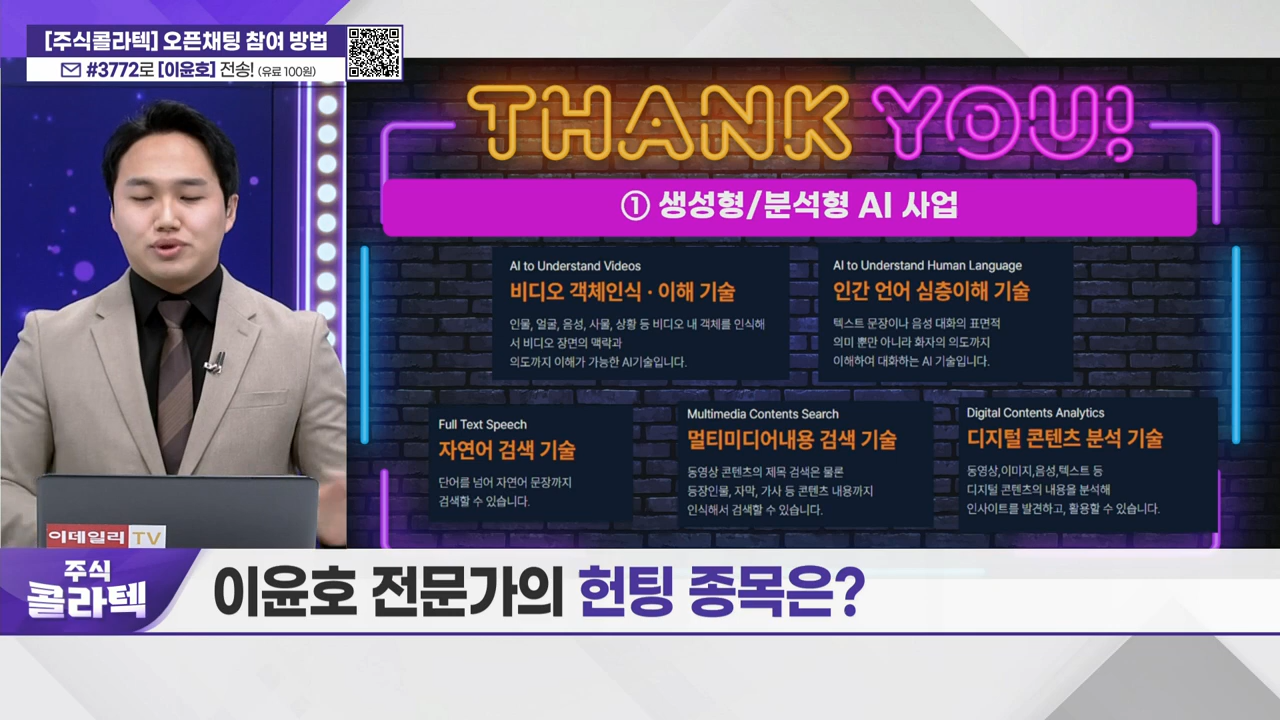 [주식콜라텍] 오픈채팅 참여 방법
#3772로 [이윤호] 전송! (유료 100원)
THANK YOU!
① 생성형/분석형 AI 사업
AI to Understand Videos
비디오 객체인식 · 이해 기술
인물, 얼굴, 음성, 사물, 상황 등 비디오 내 객체를 인식해
서 비디오 장면의 맥락과
의도까지 이해가 가능한 AI기술입니다.
AI to Understand Human Language
인간 언어 심층이해 기술
텍스트 문장이나 음성 대화의 표면적
의미 뿐만 아니라 화자의 의도까지
이해하여 대화하는 AI 기술입니다.
Full Text Speech
자연어 검색 기술
단어를 넘어 자연어 문장까지
검색할 수 있습니다.
Multimedia Contents Search
멀티미디어내용 검색 기술
동영상 콘텐츠의 제목 검색은 물론
등장인물, 자막, 가사 등 콘텐츠 내용까지
인식해서 검색할 수 있습니다.
Digital Contents Analytics
디지털 콘텐츠 분석 기술
동영상,이미지,음성,텍스트 등
디지털 콘텐츠의 내용을 분석해
인사이트를 발견하고, 활용할 수 있습니다.
이데일리 TV
주식
콜라텍
이윤호 전문가의 헌팅 종목은?